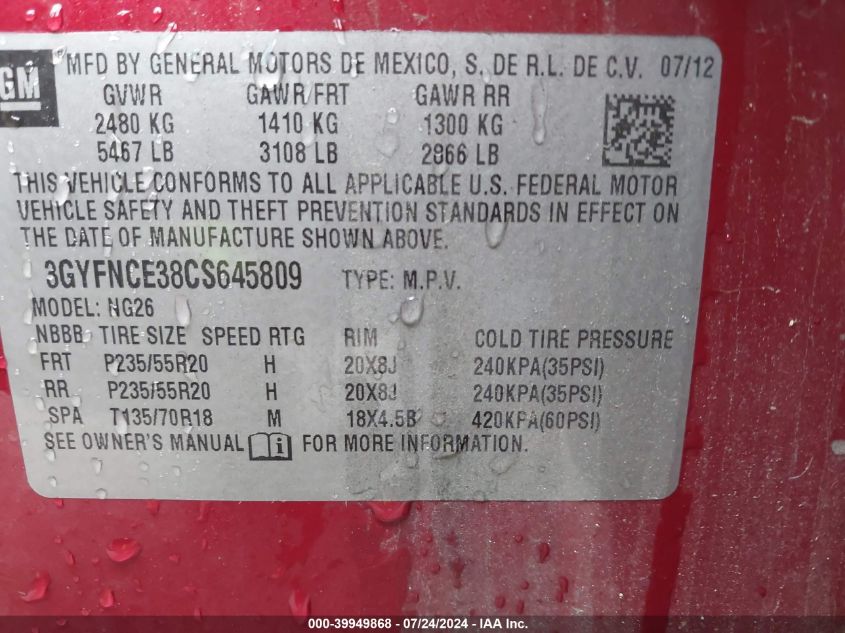 GM MFD BY GENERAL MOTORS DE MEXICO, S. DE R.L. DE C.V. 07/12
GVWR GAWR/FRT GAWR RR
2480 KG 1410 KG 1300 KG
5467 LB 3108 LB 2866 LB
THIS VEHICLE CONFORMS TO ALL APPLICABLE U.S. FEDERAL MOTOR
VEHICLE SAFETY AND THEFT PREVENTION STANDARDS IN EFFECT ON
THE DATE OF MANUFACTURE SHOWN ABOVE.
3GYFNCE38CS645809 TYPE: M.P.V.
MODEL: NG26
NBBB TIRE SIZE SPEED RTG RIM COLD TIRE PRESSURE
FRT P235/55R20 H 20X8J 240KPA(35PSI)
RR P235/55R20 H 20X8J 240KPA(35PSI)
SPA T135/70R18 M 18X4.5B 420KPA(60PSI)
SEE OWNER'S MANUAL i FOR MORE INFORMATION.
000-39949868 - 07/24/2024 - IAA Inc.